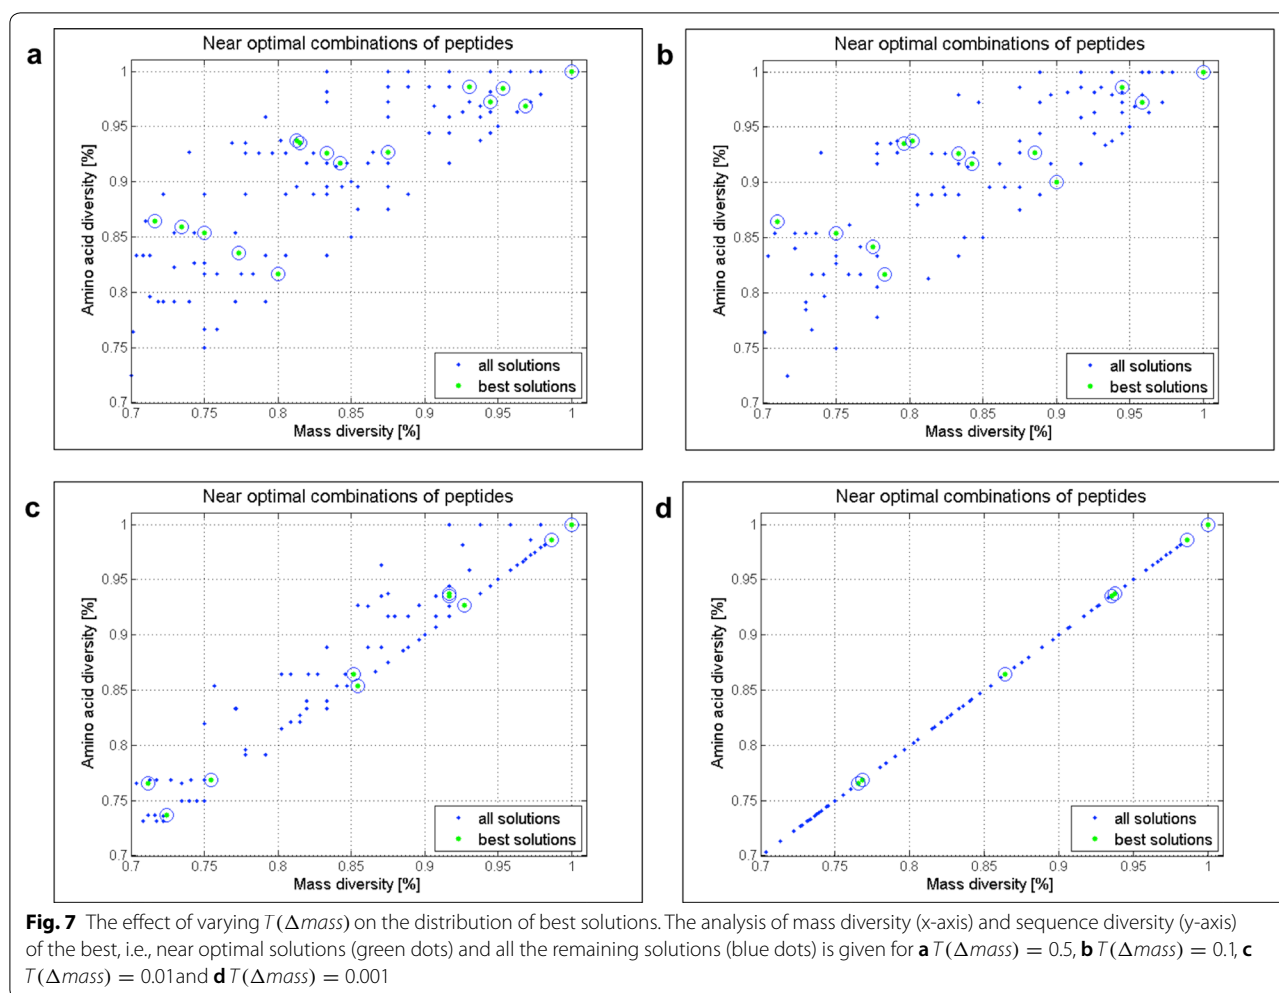 a
Near optimal combinations of peptides
Amino acid diversity [%]
1
0.95
0.9
0.85
0.8
0.75
0.7
all solutions
best solutions
0.7 0.75 0.8 0.85 0.9 0.95 1
Mass diversity [%]
b
Near optimal combinations of peptides
Amino acid diversity [%]
1
0.95
0.9
0.85
0.8
0.75
0.7
all solutions
best solutions
0.7 0.75 0.8 0.85 0.9 0.95 1
Mass diversity [%]
c
Near optimal combinations of peptides
Amino acid diversity [%]
1
0.95
0.9
0.85
0.8
0.75
0.7
all solutions
best solutions
0.7 0.75 0.8 0.85 0.9 0.95 1
Mass diversity [%]
d
Near optimal combinations of peptides
Amino acid diversity [%]
1
0.95
0.9
0.85
0.8
0.75
0.7
all solutions
best solutions
0.7 0.75 0.8 0.85 0.9 0.95 1
Mass diversity [%]
Fig. 7 The effect of varying T(Δmass) on the distribution of best solutions. The analysis of mass diversity (x-axis) and sequence diversity (y-axis)
of the best, i.e., near optimal solutions (green dots) and all the remaining solutions (blue dots) is given for a T(Δmass) = 0.5, b T(Δmass) = 0.1, c
T(Δmass) = 0.01and d T(Δmass) = 0.001